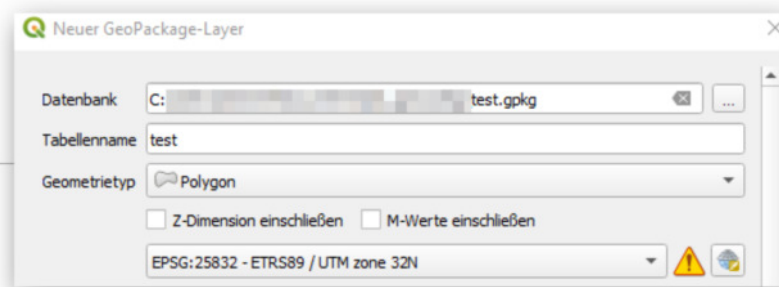 Neuer GeoPackage-Layer
Datenbank C: test.gpkg ...
Tabellenname test
Geometrietyp Polygon
Z-Dimension einschließen M-Werte einschließen
EPSG:25832 - ETRS89 / UTM zone 32N